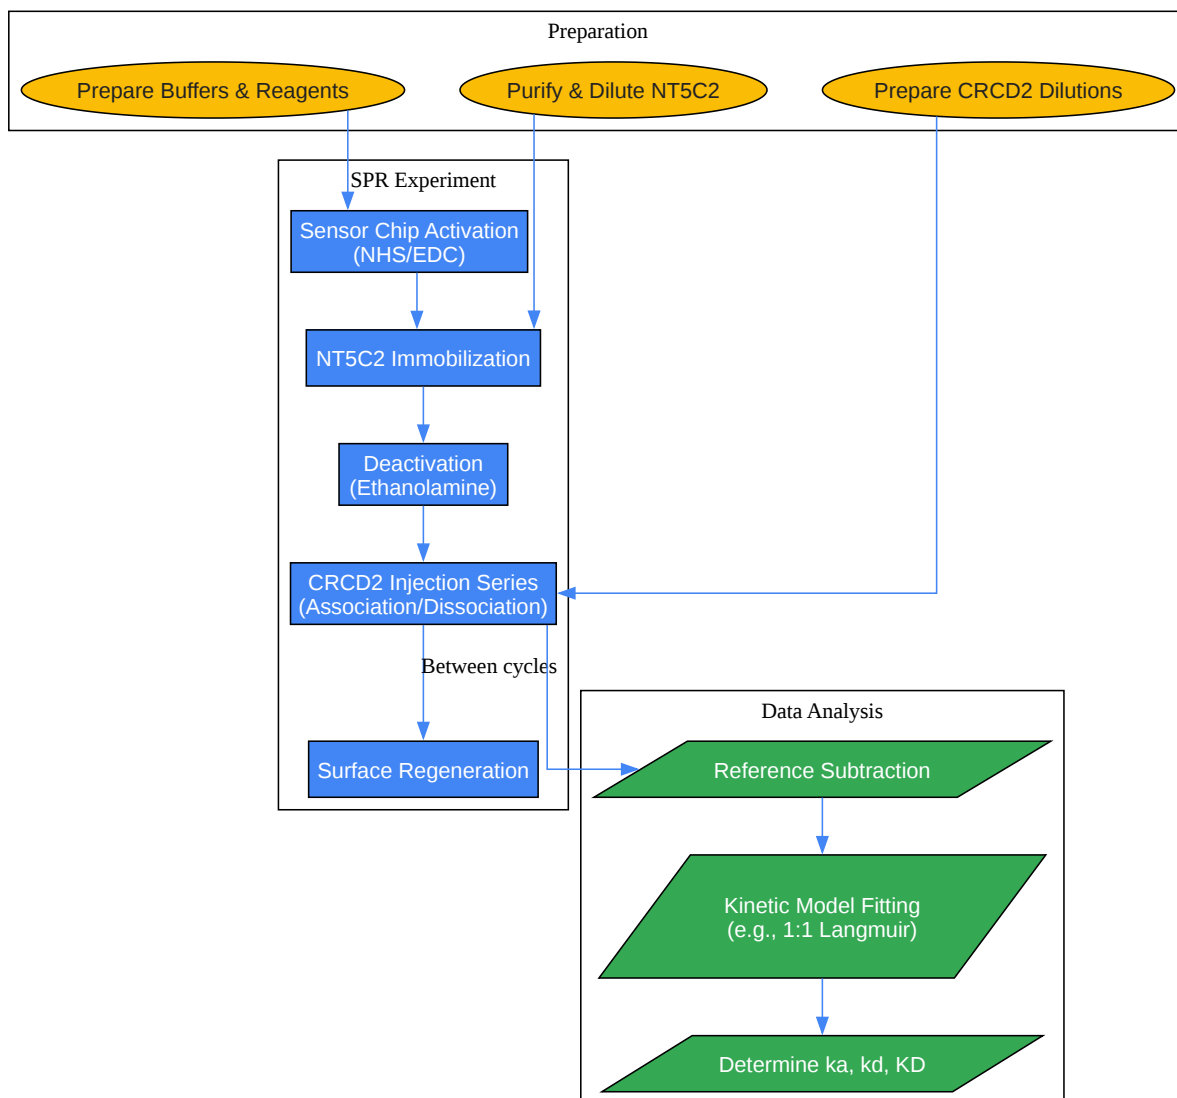 Preparation
Prepare Buffers & Reagents
Purify & Dilute NT5C2
Prepare CRCD2 Dilutions
SPR Experiment
Sensor Chip Activation
(NHS/EDC)
NT5C2 Immobilization
Deactivation
(Ethanolamine)
CRCD2 Injection Series
(Association/Dissociation)
Between cycles
Surface Regeneration
Data Analysis
Reference Subtraction
Kinetic Model Fitting
(e.g., 1:1 Langmuir)
Determine ka, kd, KD